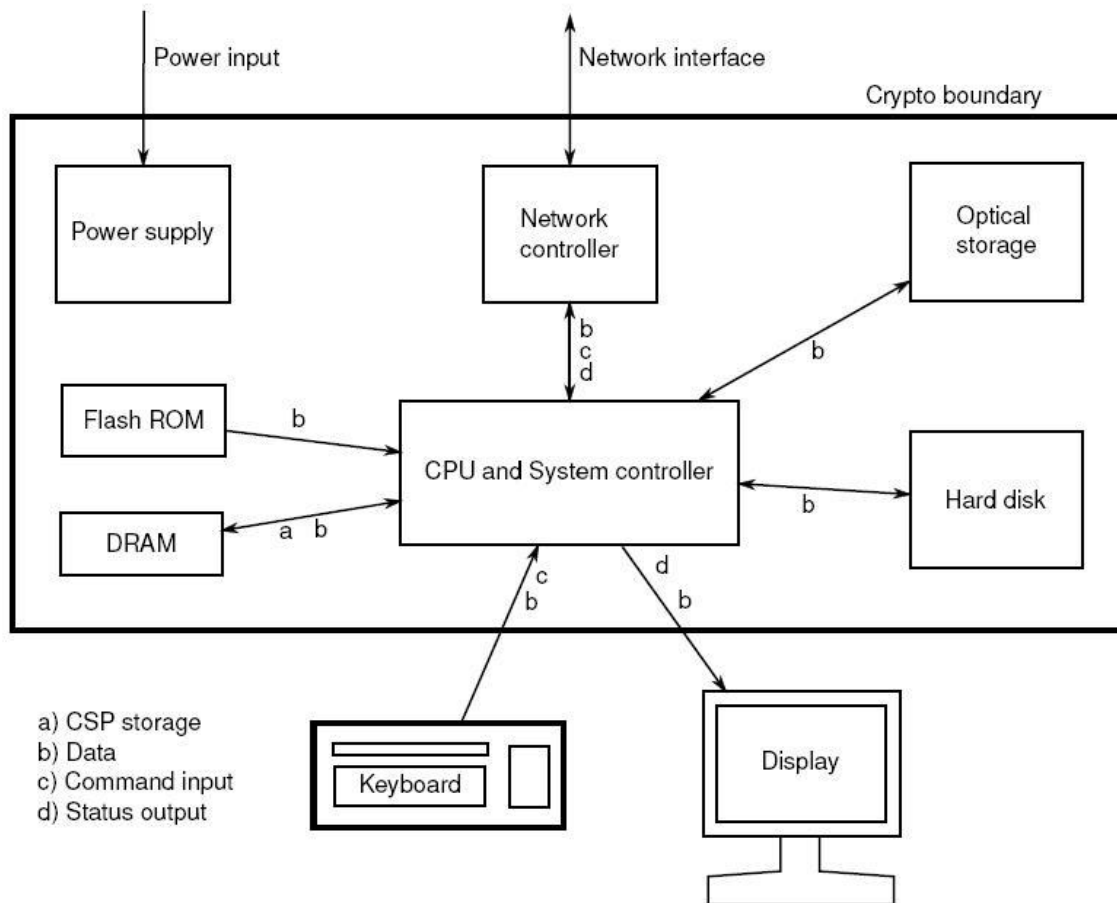 Power input
Network interface
Crypto boundary
Power supply
Network
controller
Optical
storage
b
c
d
b
Flash ROM
b
CPU and System controller
b
Hard disk
DRAM
a b
c
b
d
b
a) CSP storage
b) Data
c) Command input
d) Status output
Keyboard
Display